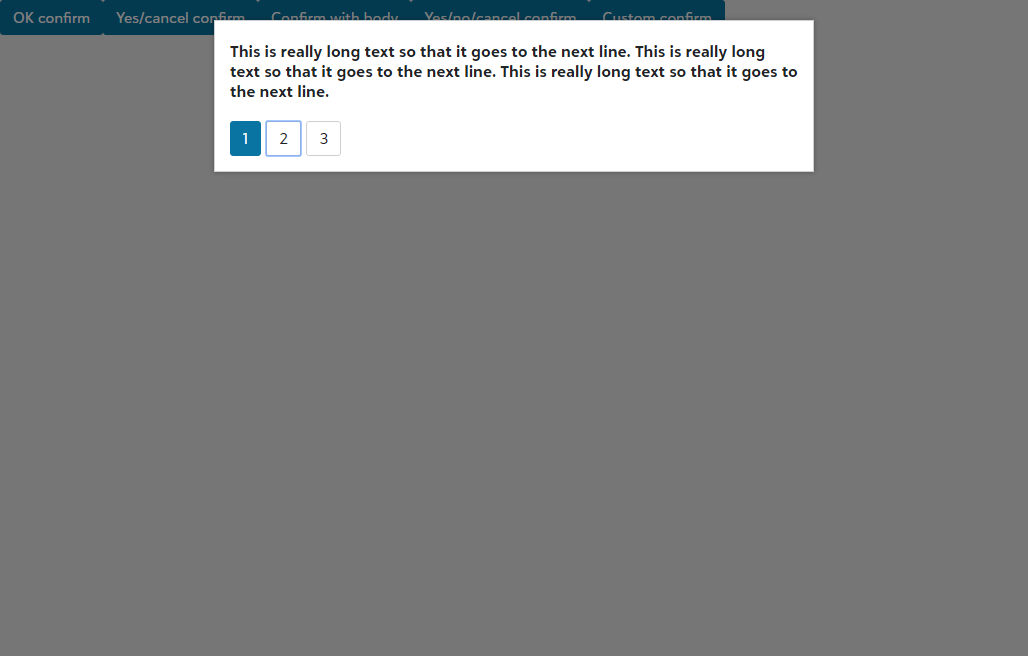 OK confirm
Yes/cancel confirm
Confirm with body
Yes/no/cancel confirm
Custom confirm
This is really long text so that it goes to the next line. This is really long
text so that it goes to the next line. This is really long text so that it goes to
the next line.
1
2
3